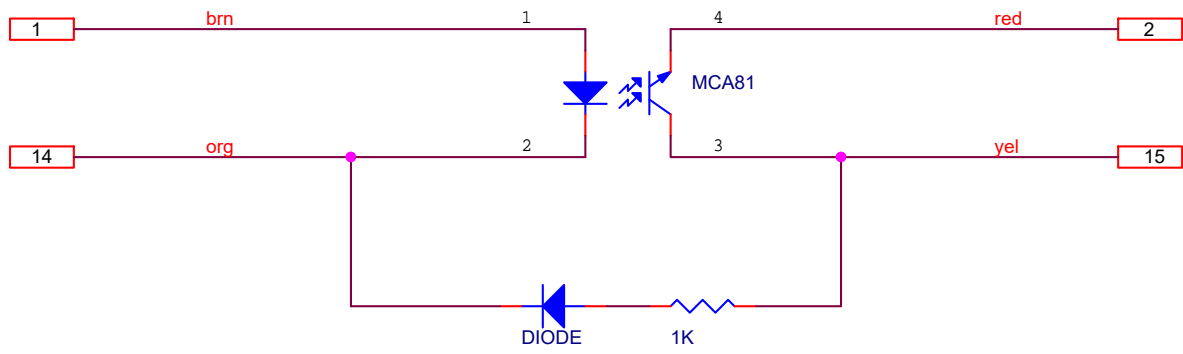 brn 1 4 red
1 2
MCA81
org 2 3 yel
14 15
DIODE 1K